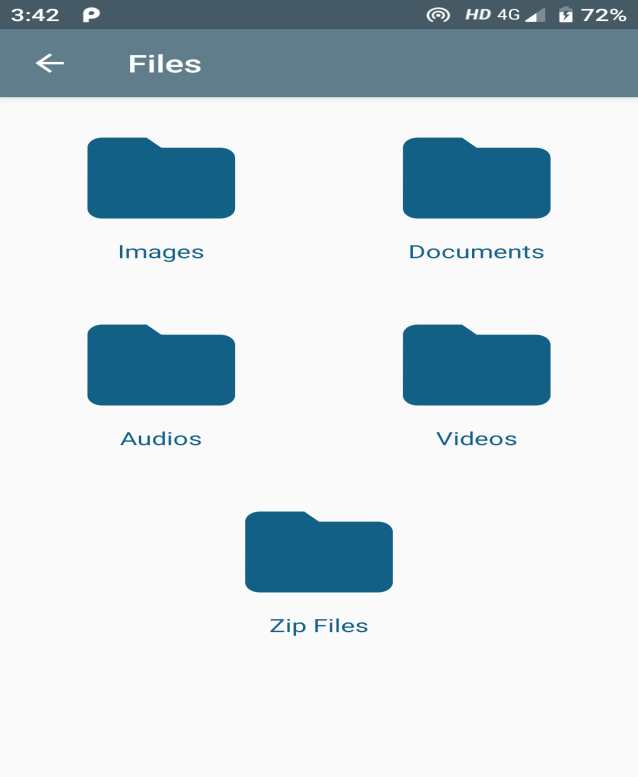 3:42 HD 4G 72%
Files
Images Documents
Audios Videos
Zip Files